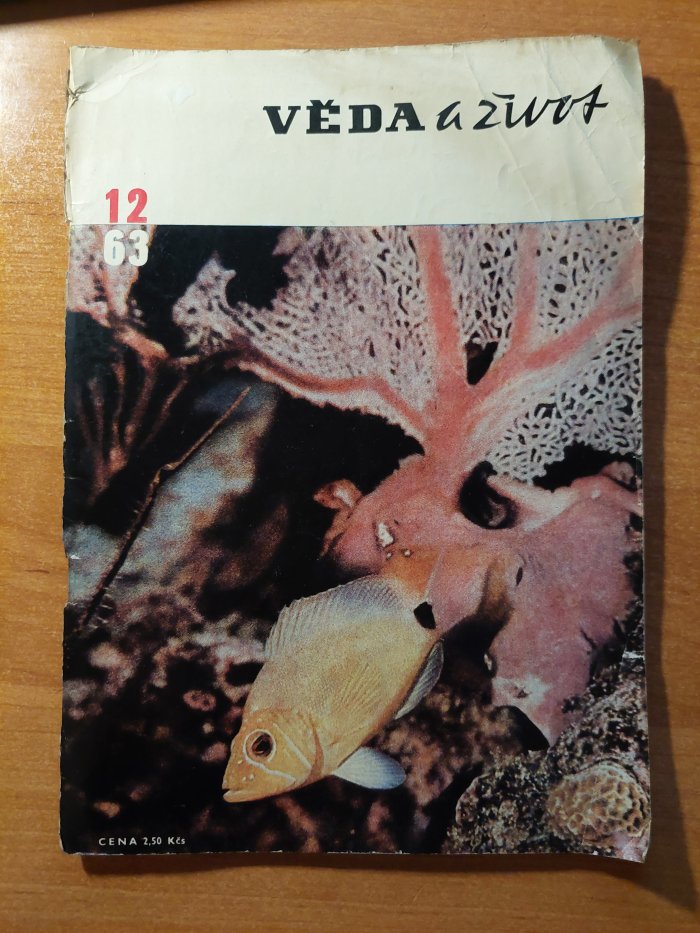 VĚDA a život
12
63
CENA 2,50 Kčs